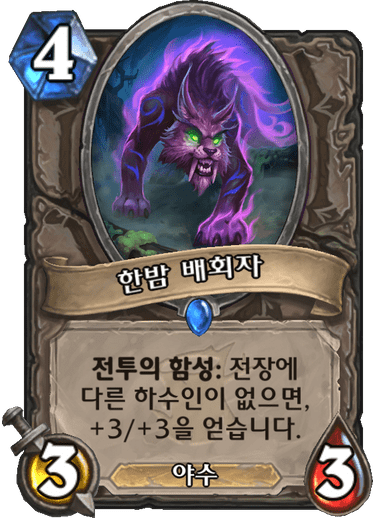 4
한밤 배회자
전투의 함성: 전장에
다른 하수인이 없으면,
+3/+3을 얻습니다.
3
야수
3